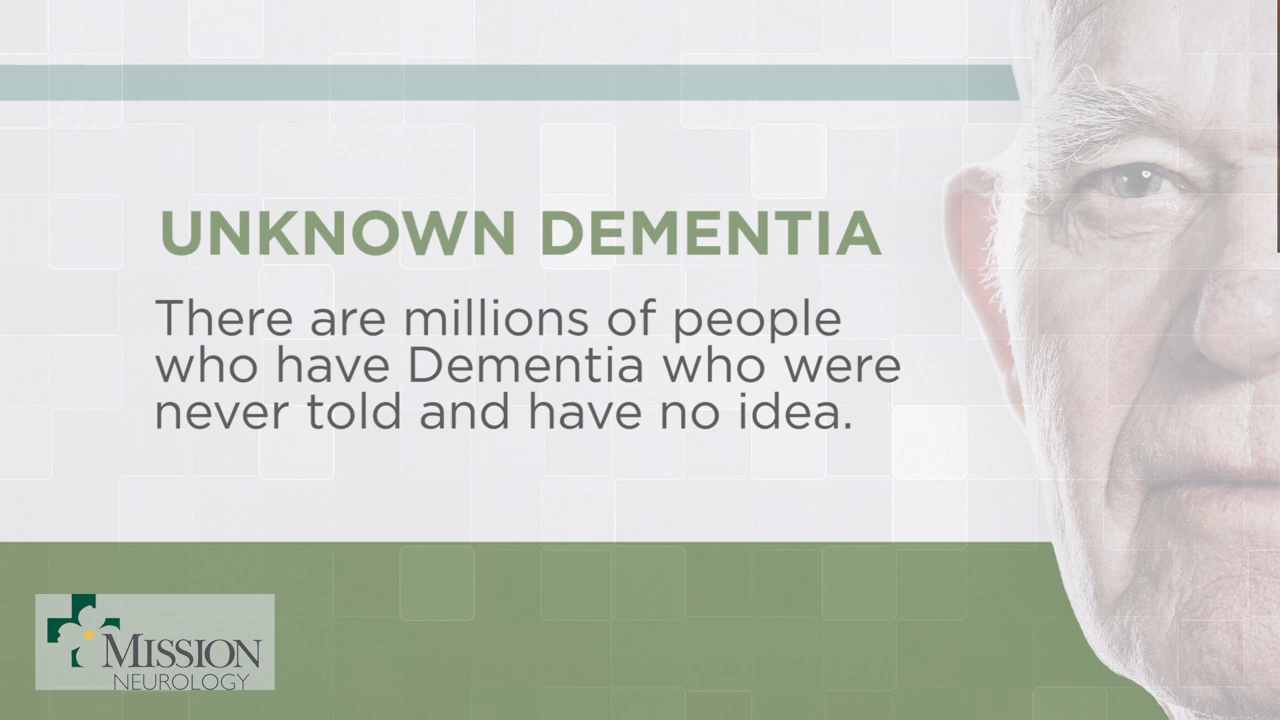 UNKNOWN DEMENTIA
There are millions of people
who have Dementia who were
never told and have no idea.
MISSION
NEUROLOGY